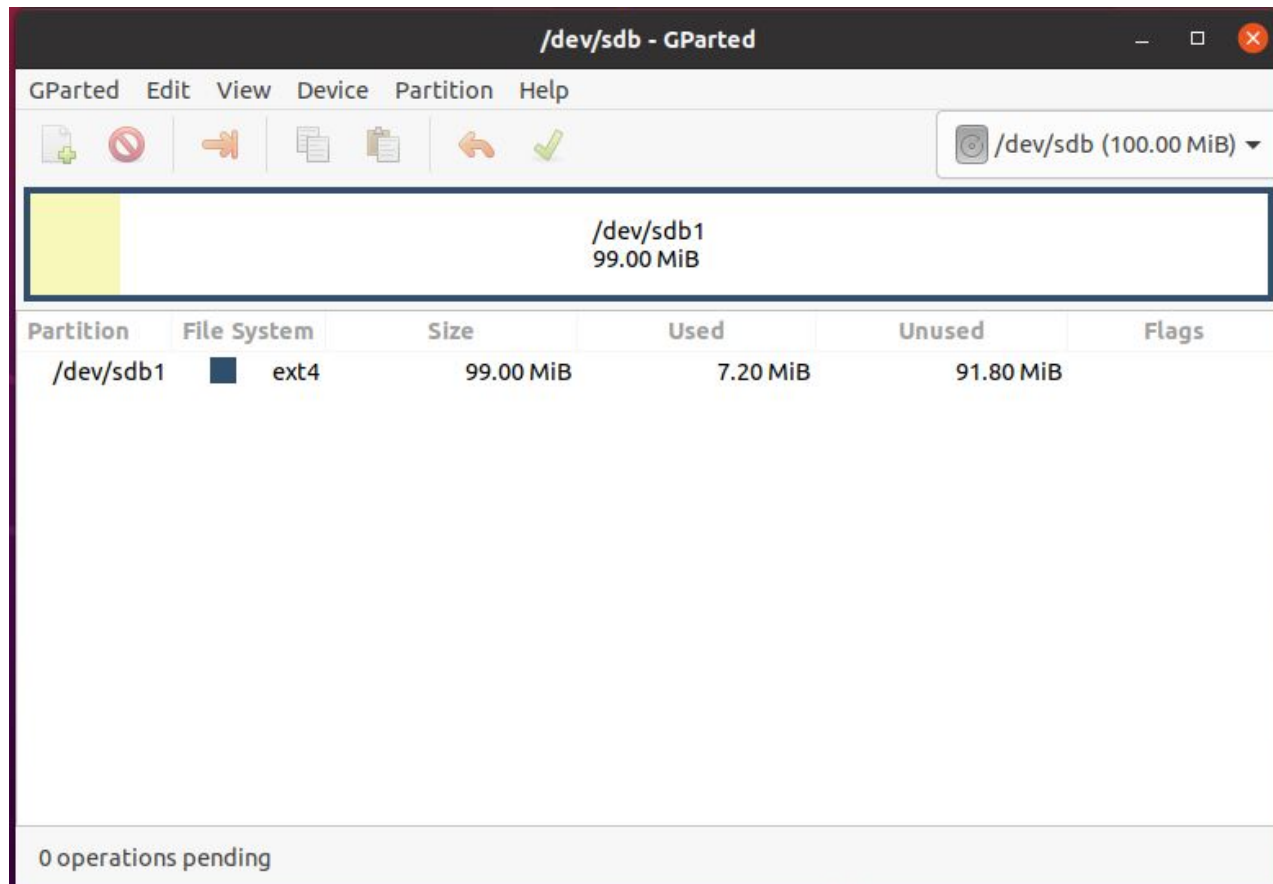 /dev/sdb - GParted
GParted Edit View Device Partition Help
/dev/sdb (100.00 MiB)
/dev/sdb1
99.00 MiB
Partition File System Size Used Unused Flags
/dev/sdb1 ext4 99.00 MiB 7.20 MiB 91.80 MiB
0 operations pending